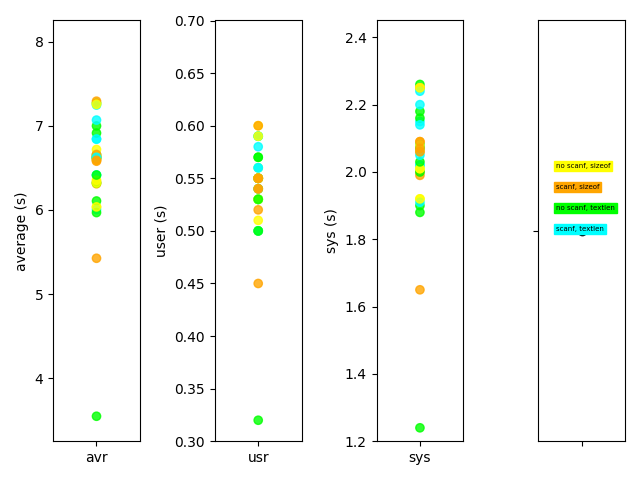 average (s)
8
7
6
5
4
avr
user (s)
0.70
0.65
0.60
0.55
0.50
0.45
0.40
0.35
0.30
usr
sys (s)
2.4
2.2
2.0
1.8
1.6
1.4
1.2
sys
no scanf, sizeof
scanf, sizeof
no scanf, textlen
scanf, textlen